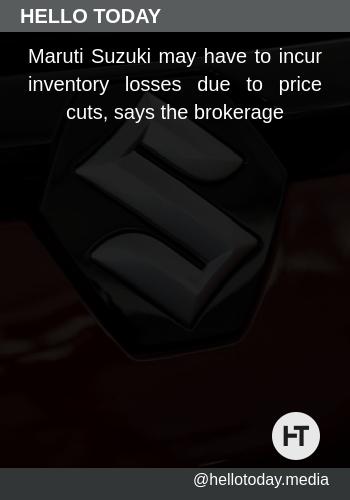 HELLO TODAY
Maruti Suzuki may have to incur
inventory losses due to price
cuts, says the brokerage
HT
@hellotoday.media